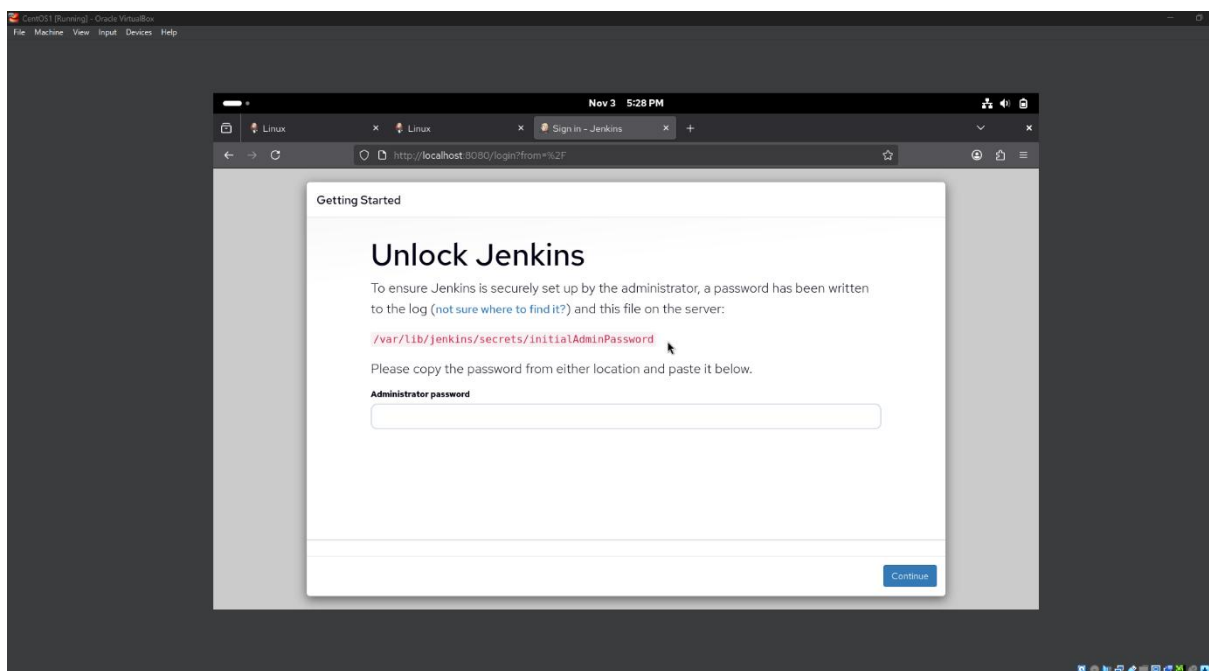 CentOS1 [Running] - Oracle VirtualBox
File Machine View Input Devices Help
Nov 3 5:28 PM
Linux
Linux
Sign in - Jenkins
http://localhost:8080/login?from=%2F
Getting Started
Unlock Jenkins
To ensure Jenkins is securely set up by the administrator, a password has been written
to the log (not sure where to find it?) and this file on the server:
/var/lib/jenkins/secrets/initialAdminPassword
Please copy the password from either location and paste it below.
Administrator password
Continue